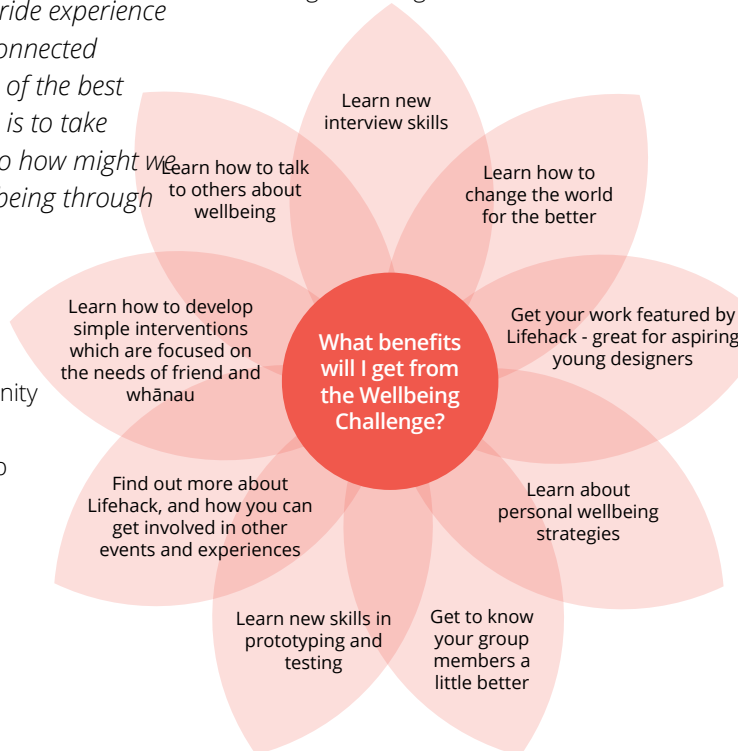 ride experience
onnected
of the best
is to take
o how might we
being through
nity
Learn new
interview skills
Learn how to
change the world
for the better
Get your work featured by
Lifehack - great for aspiring
young designers
Learn about
personal wellbeing
strategies
Get to know
your group
members a
little better
Learn new skills in
prototyping and
testing
Find out more about
Lifehack, and how you can
get involved in other
events and experiences
Learn how to develop
simple interventions
which are focused on
the needs of friend and
whānau
Learn how to talk
to others about
wellbeing
What benefits
will I get from
the Wellbeing
Challenge?